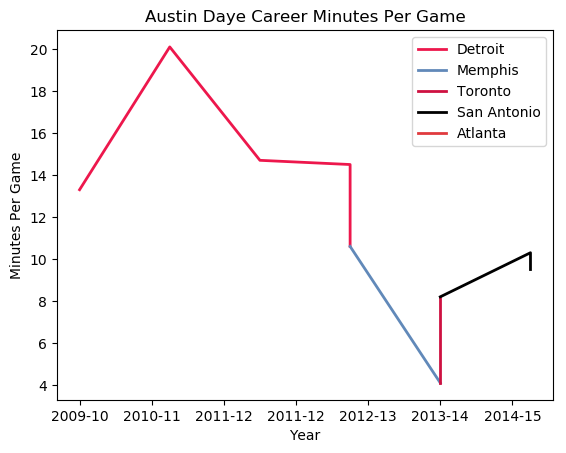 Austin Daye Career Minutes Per Game
Detroit
Memphis
Toronto
San Antonio
Atlanta
Minutes Per Game
20
18
16
14
12
10
8
6
4
2009-10 2010-11 2011-12 2011-12 2012-13 2013-14 2014-15
Year